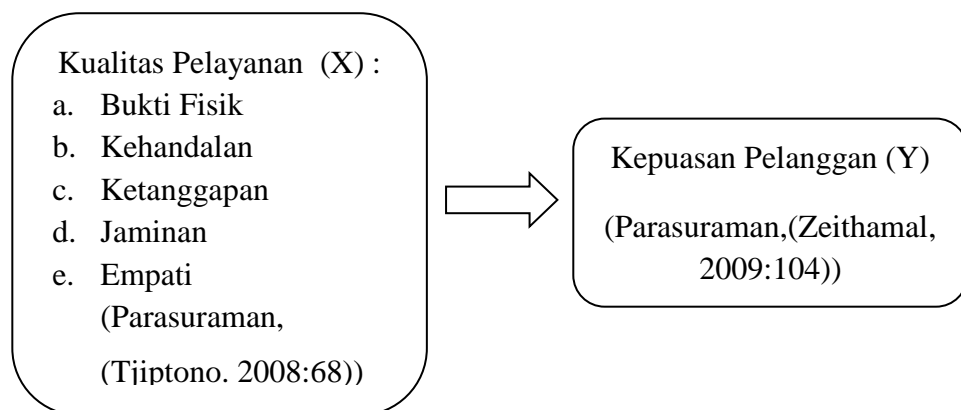 Kualitas Pelayanan (X) :
a. Bukti Fisik
b. Kehandalan
c. Ketanggapan
d. Jaminan
e. Empati
(Parasuraman,
(Tjiptono. 2008:68))
Kepuasan Pelanggan (Y)
(Parasuraman,(Zeithamal,
2009:104))